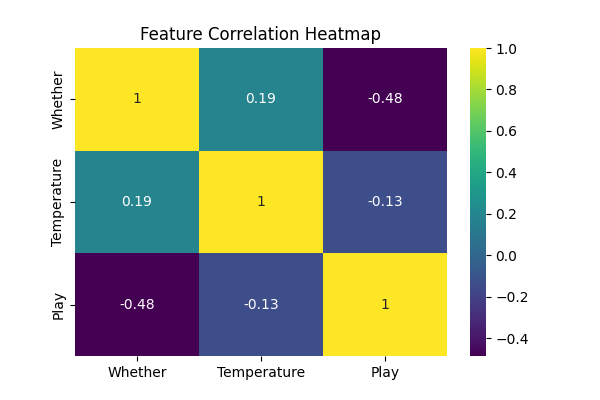 Feature Correlation Heatmap
Whether
1
0.19
-0.48
Temperature
0.19
1
-0.13
Play
-0.48
-0.13
1
Whether
Temperature
Play
1.0
0.8
0.6
0.4
0.2
0.0
−0.2
−0.4